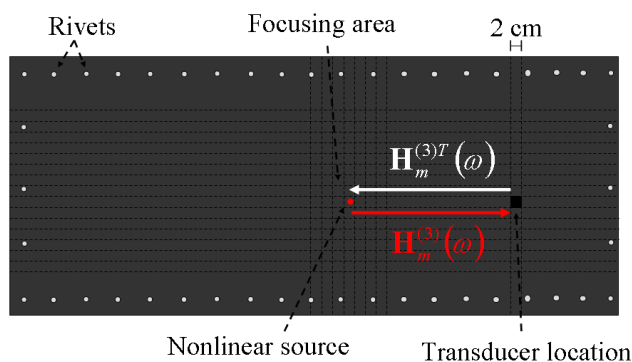 Rivets
Focusing area
2 cm
H_m^{(3)T}(ω)
H_m^{(3)}(ω)
Nonlinear source
Transducer location